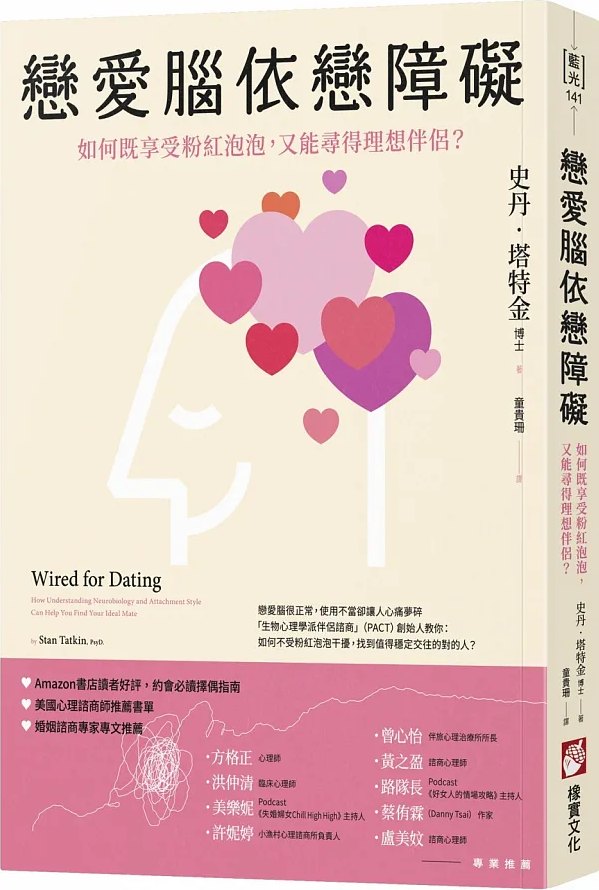 戀愛腦依戀障礙
如何既享受粉紅泡泡，又能尋得理想伴侶？
史丹．塔特金 博士 著
童貴珊 譯
Wired for Dating
How Understanding Neurobiology and Attachment Style
Can Help You Find Your Ideal Mate
by Stan Tatkin, PsyD.
戀愛腦很正常，使用不當卻讓人心痛夢碎
「生物心理學派伴侶諮商」（PACT）創始人教你：
如何不受粉紅泡泡干擾，找到值得穩定交往的對的人？
Amazon書店讀者好評，約會必讀擇偶指南
美國心理諮商師推薦書單
婚姻諮商專家專文推薦
·方格正 心理師
·洪仲清 臨床心理師
·美樂妮 Podcast《失婚婦女Chill High High》主持人
·許妮婷 小漁村心理諮商所負責人
·曾心怡 伴旅心理治療所所長
·黃之盈 諮商心理師
·路隊長 Podcast《好女人的情場攻略》主持人
·蔡侑霖 （Danny Tsai） 作家
·盧美妏 諮商心理師
專業推薦
藍光
141
戀愛腦依戀障礙
如何既享受粉紅泡泡，
又能尋得理想伴侶？
史丹．塔特金 博士 著
童貴珊 譯
橡實文化